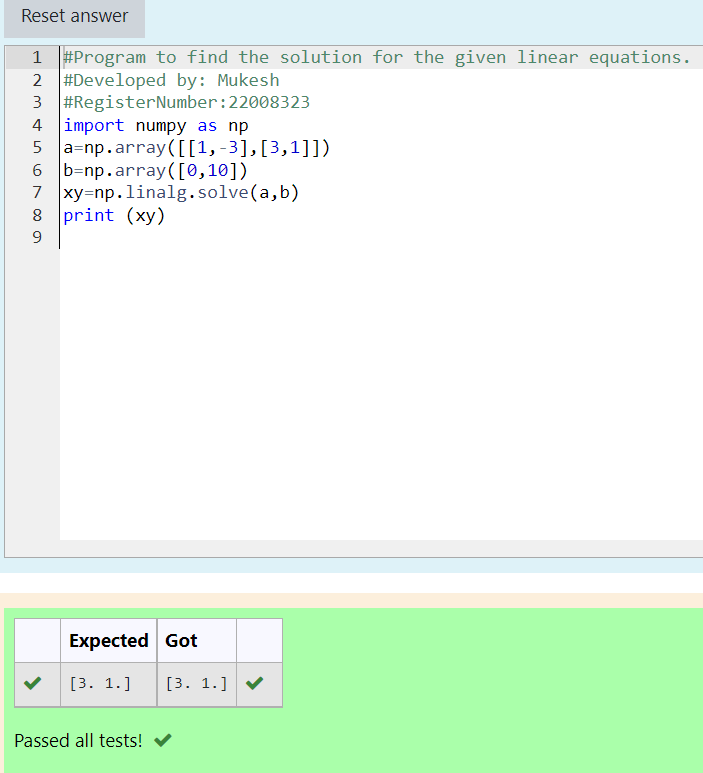 Reset answer
1 #Program to find the solution for the given linear equations.
2 #Developed by: Mukesh
3 #RegisterNumber:22008323
4 import numpy as np
5 a=np.array([[1,-3],[3,1]])
6 b=np.array([0,10])
7 xy=np.linalg.solve(a,b)
8 print (xy)
9
Expected Got
[3. 1.] [3. 1.]
Passed all tests!